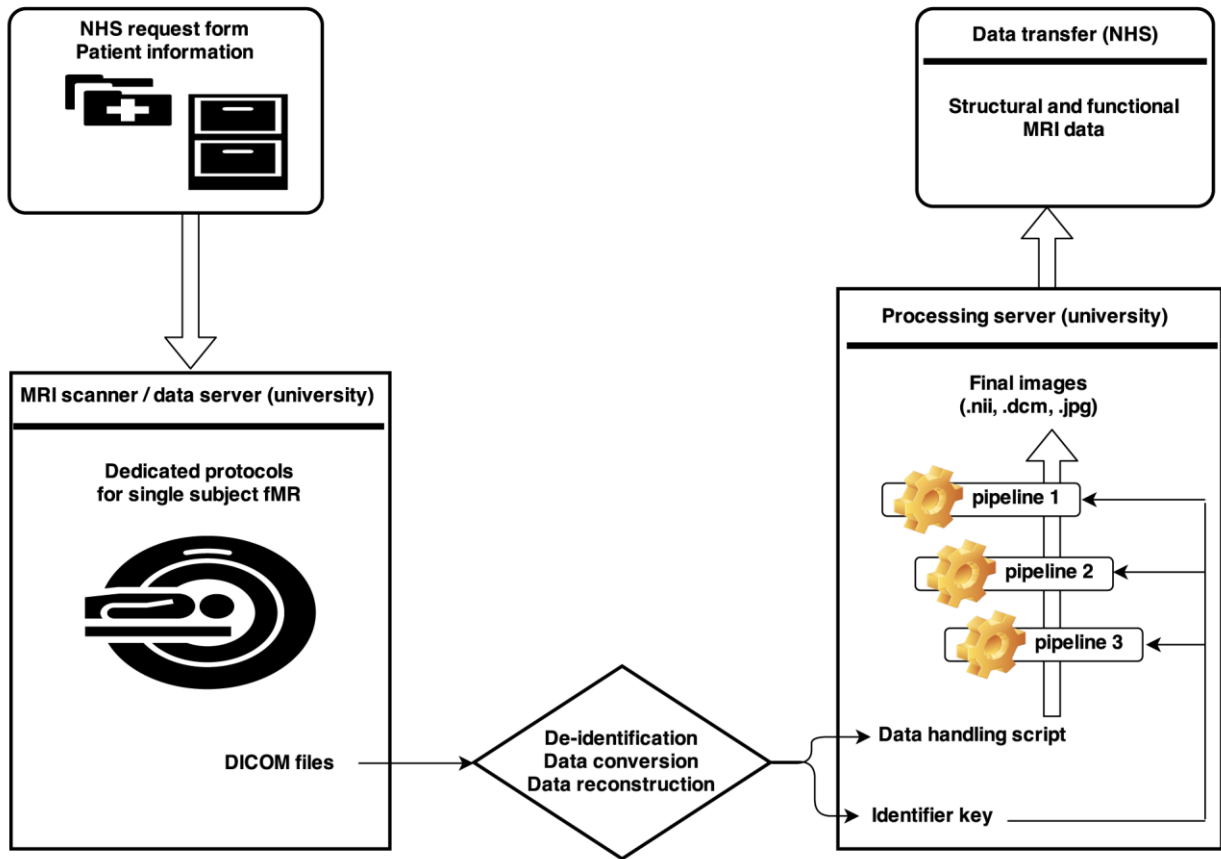 NHS request form
Patient information
MRI scanner / data server (university)
Dedicated protocols
for single subject fMR
DICOM files
De-identification
Data conversion
Data reconstruction
Data transfer (NHS)
Structural and functional
MRI data
Processing server (university)
Final images
(.nii, .dcm, .jpg)
pipeline 1
pipeline 2
pipeline 3
Data handling script
Identifier key